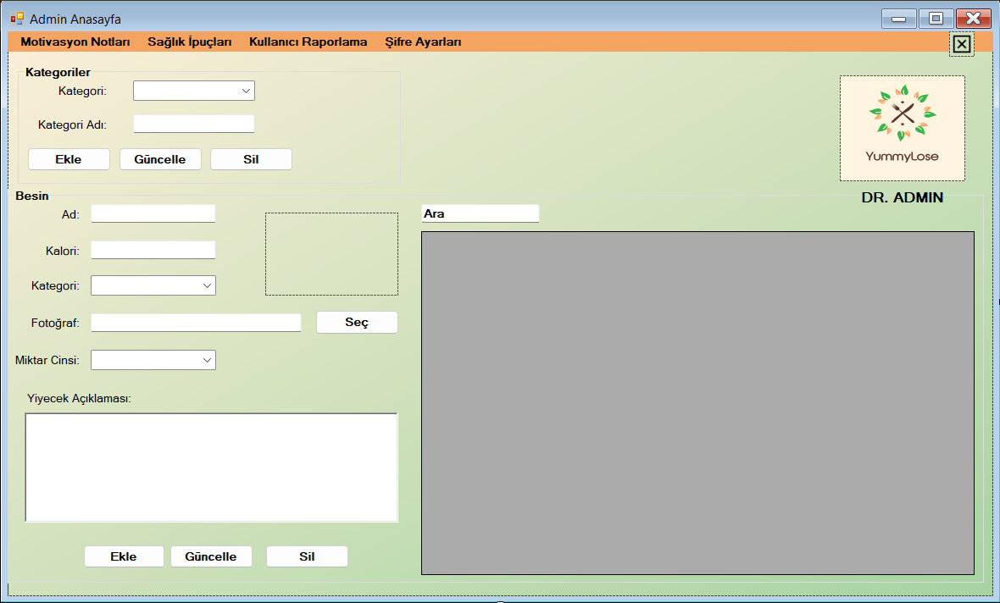 Admin Anasayfa
Motivasyon Notları Sağlık İpuçları Kullanıcı Raporlama Şifre Ayarları
Kategoriler
Kategori:
Kategori Adı:
Ekle Güncelle Sil
YummyLose
DR. ADMIN
Besin
Ad:
Ara
Kalori:
Kategori:
Fotoğraf:
Seç
Miktar Cinsi:
Yiyecek Açıklaması:
Ekle Güncelle Sil